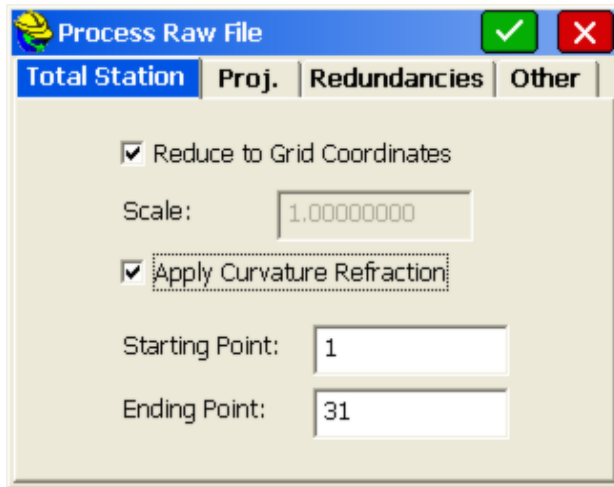 Process Raw File
Total Station Proj. Redundancies Other
Reduce to Grid Coordinates
Scale: 1.00000000
Apply Curvature Refraction
Starting Point: 1
Ending Point: 31